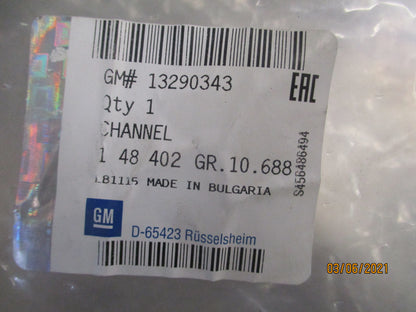 GM# 13290343
EAC
Qty 1
CHANNEL
1 48 402 GR.10.688
LB1115 MADE IN BULGARIA
S456486494
GM
D-65423 Rüsselsheim
03/06/2021